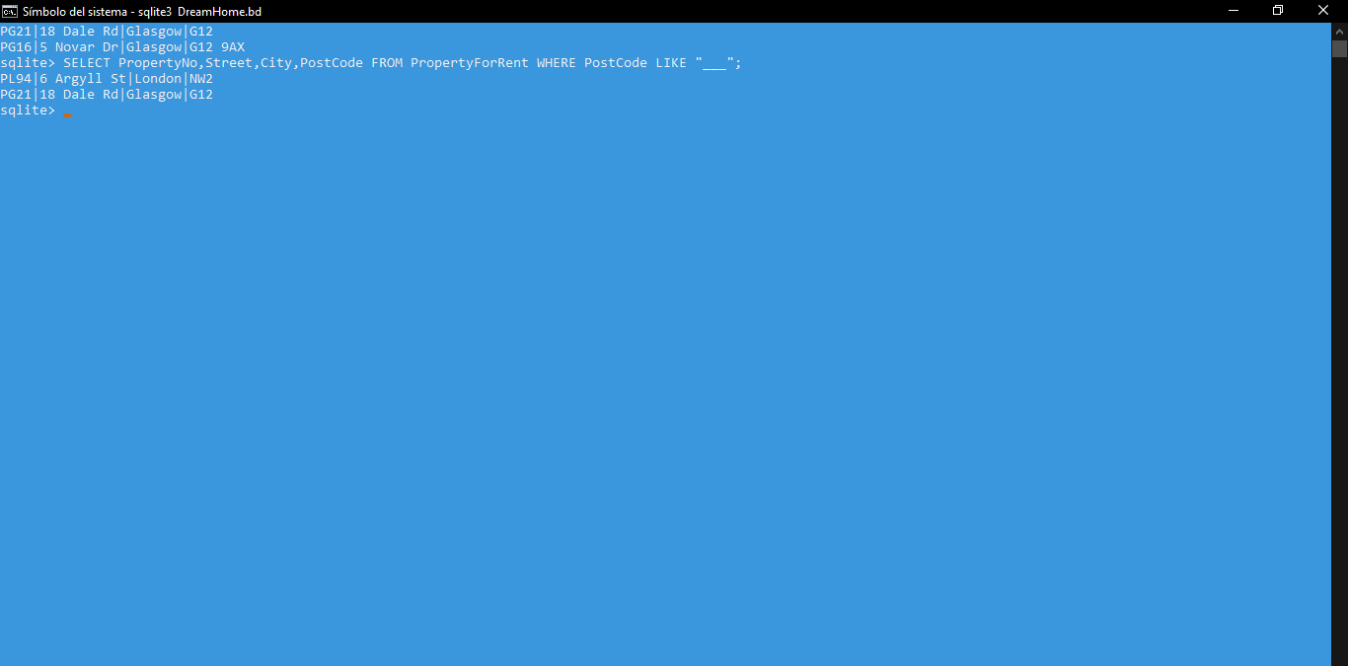 Símbolo del sistema - sqlite3 DreamHome.bd
PG21|18 Dale Rd|Glasgow|G12
PG16|5 Novar Dr|Glasgow|G12 9AX
sqlite> SELECT PropertyNo,Street,City,PostCode FROM PropertyForRent WHERE PostCode LIKE "___";
PL94|6 Argyll St|London|NW2
PG21|18 Dale Rd|Glasgow|G12
sqlite>